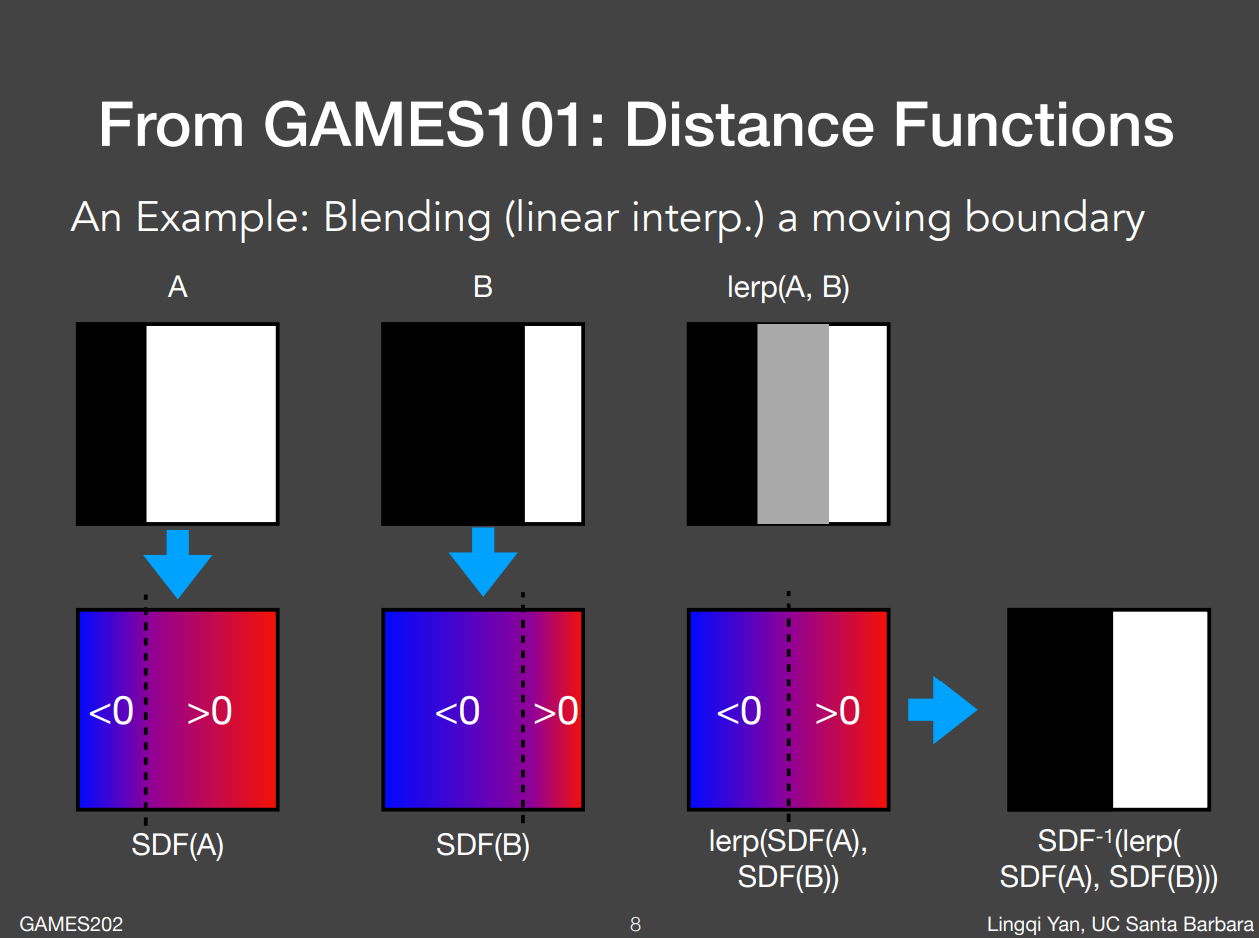 From GAMES101: Distance Functions
An Example: Blending (linear interp.) a moving boundary
A
B
lerp(A, B)
<0
>0
<0
>0
<0
>0
SDF(A)
SDF(B)
lerp(SDF(A),
SDF(B))
SDF-1(lerp(
SDF(A), SDF(B)))
GAMES202
8
Lingqi Yan, UC Santa Barbara